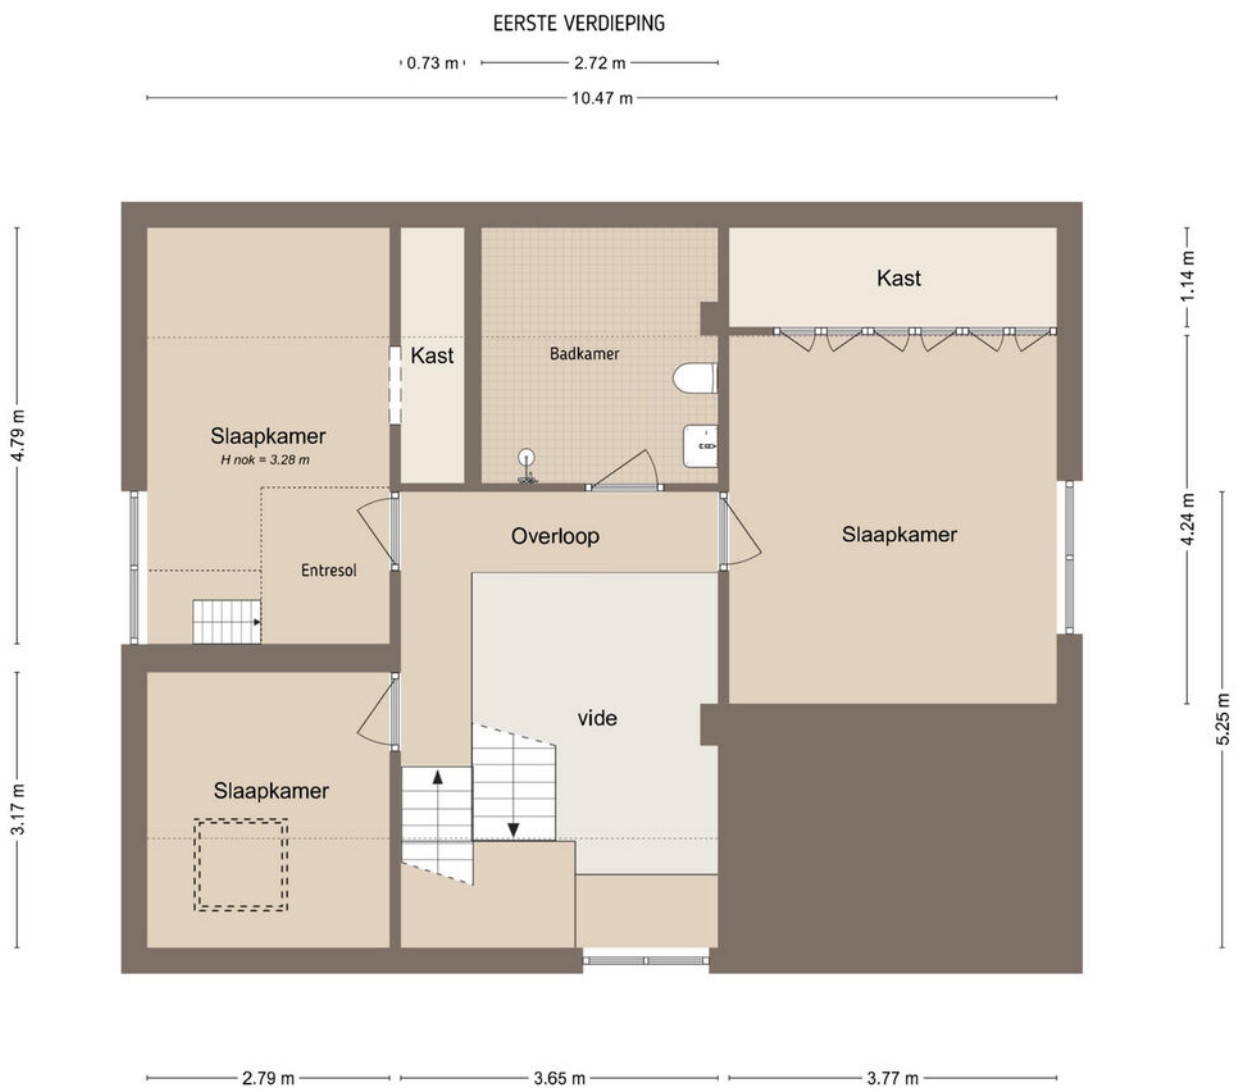 EERSTE VERDIEPING
0.73 m
2.72 m
10.47 m
Kast
1.14 m
Kast
Badkamer
Slaapkamer
H nok = 3.28 m
4.79 m
4.24 m
Overloop
Slaapkamer
Entresol
vide
5.25 m
Slaapkamer
3.17 m
2.79 m
3.65 m
3.77 m